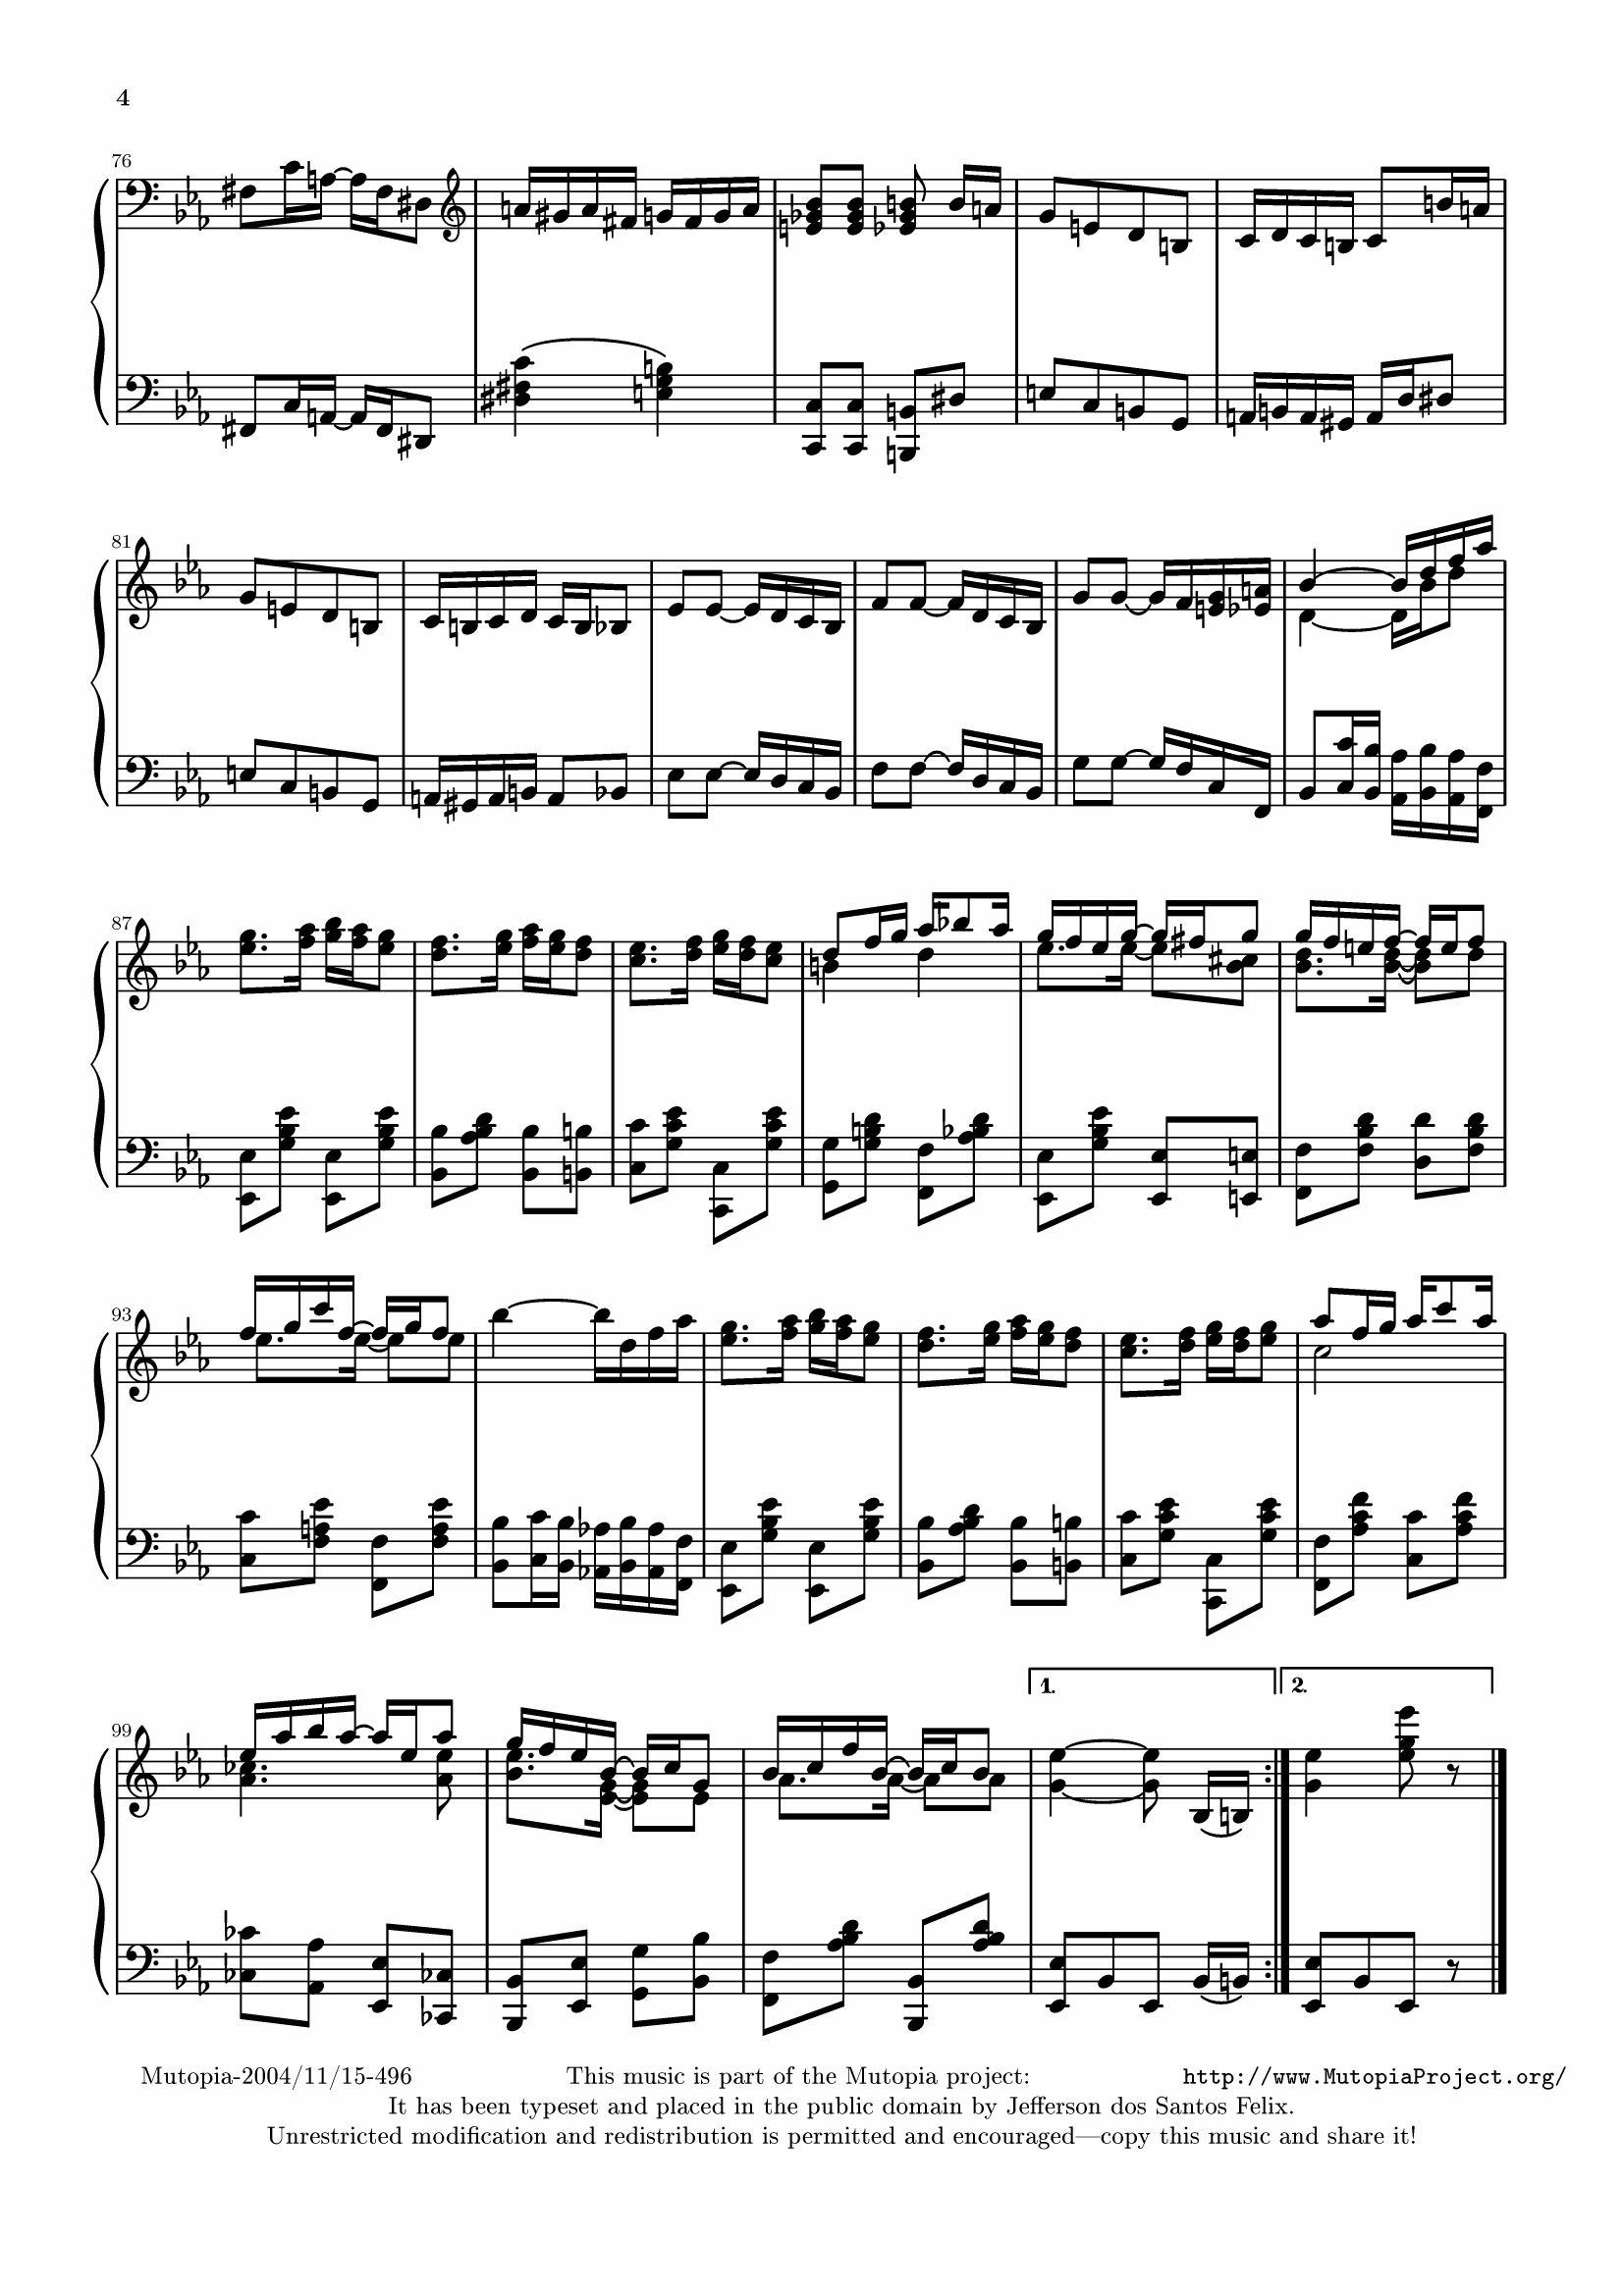 4
76
81
87
93
99
1.
2.
Mutopia-2004/11/15-496 This music is part of the Mutopia project: http://www.MutopiaProject.org/
It has been typeset and placed in the public domain by Jefferson dos Santos Felix.
Unrestricted modification and redistribution is permitted and encouraged—copy this music and share it!